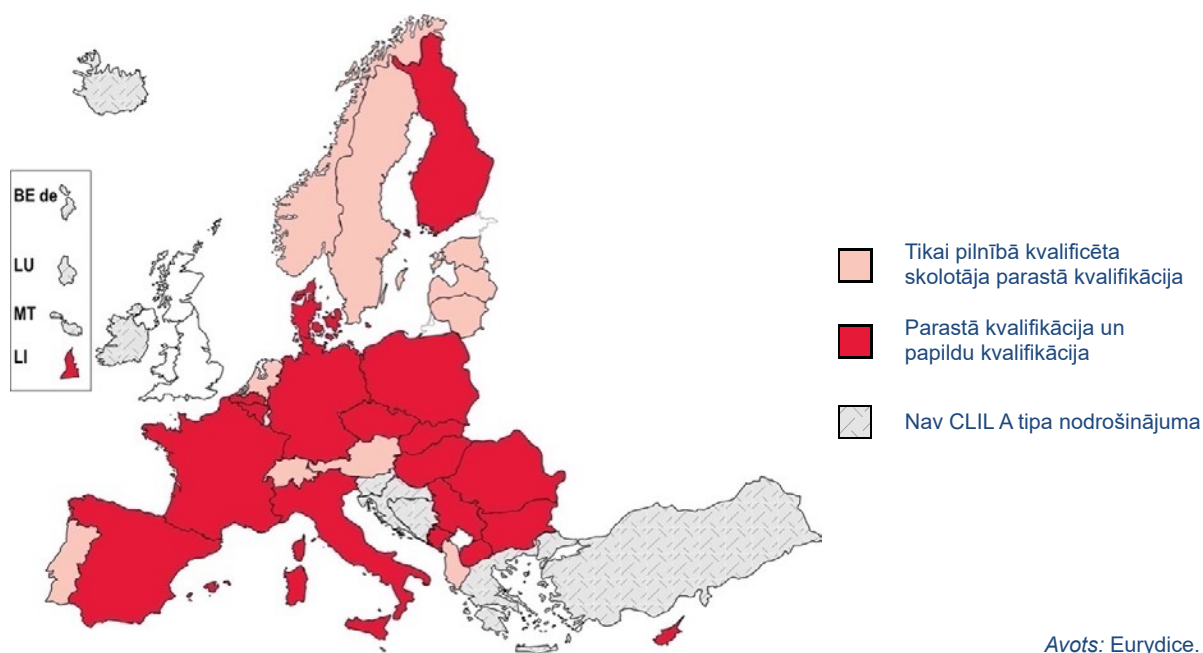 BE de
LU
MT
LI
Tikai pilnībā kvalificēta
skolotāja parastā kvalifikācija
Parastā kvalifikācija un
papildu kvalifikācija
Nav CLIL A tipa nodrošinājuma
Avots: Eurydice.